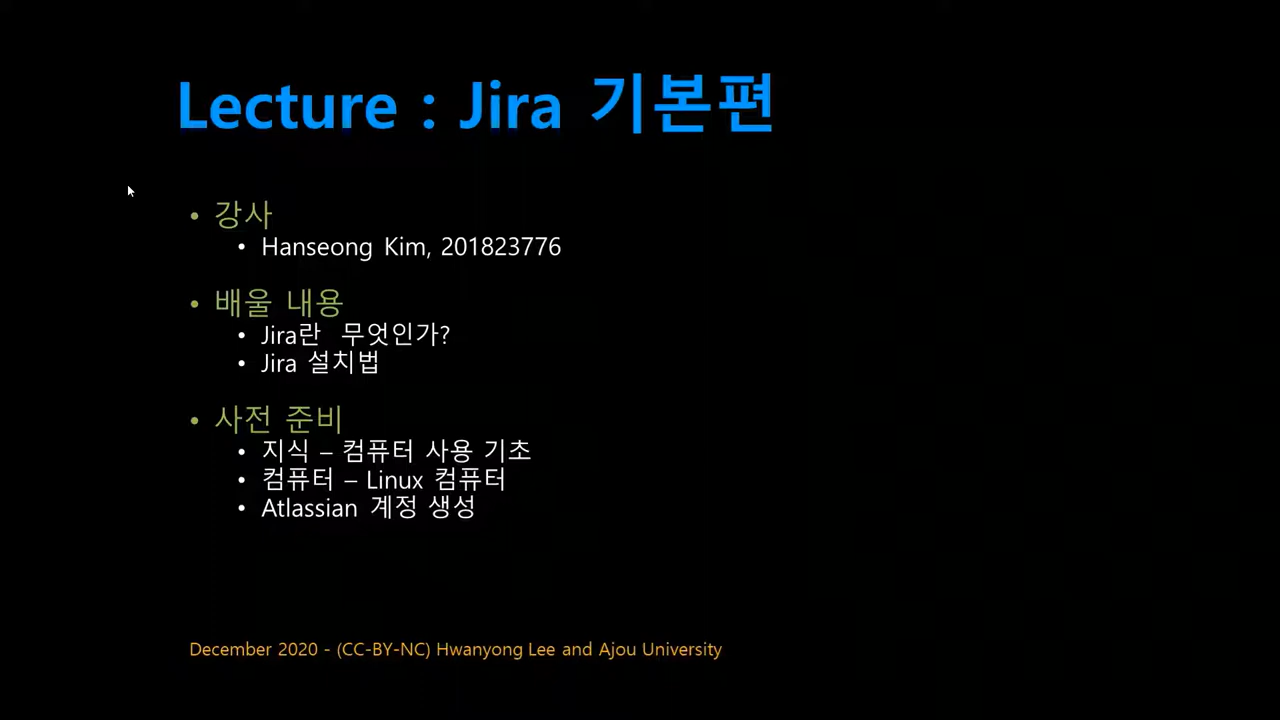 Lecture : Jira 기본편
• 강사
• Hanseong Kim, 201823776
• 배울 내용
• Jira란 무엇인가?
• Jira 설치법
• 사전 준비
• 지식 – 컴퓨터 사용 기초
• 컴퓨터 – Linux 컴퓨터
• Atlassian 계정 생성
December 2020 - (CC-BY-NC) Hwanyong Lee and Ajou University